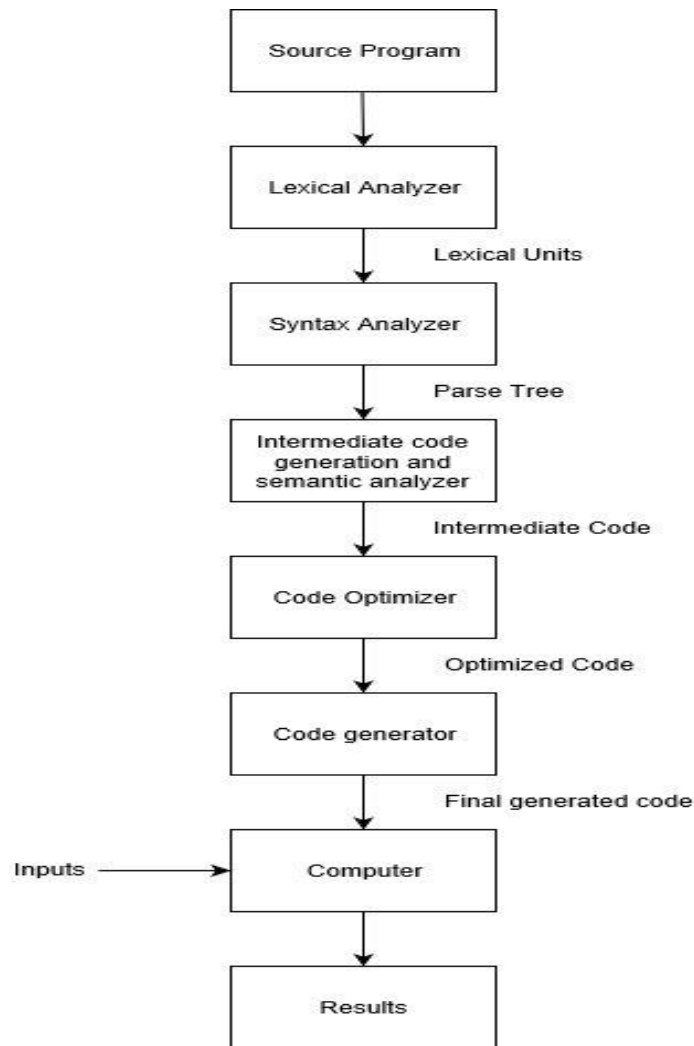 Source Program
Lexical Analyzer
Lexical Units
Syntax Analyzer
Parse Tree
Intermediate code
generation and
semantic analyzer
Intermediate Code
Code Optimizer
Optimized Code
Code generator
Final generated code
Inputs
Computer
Results